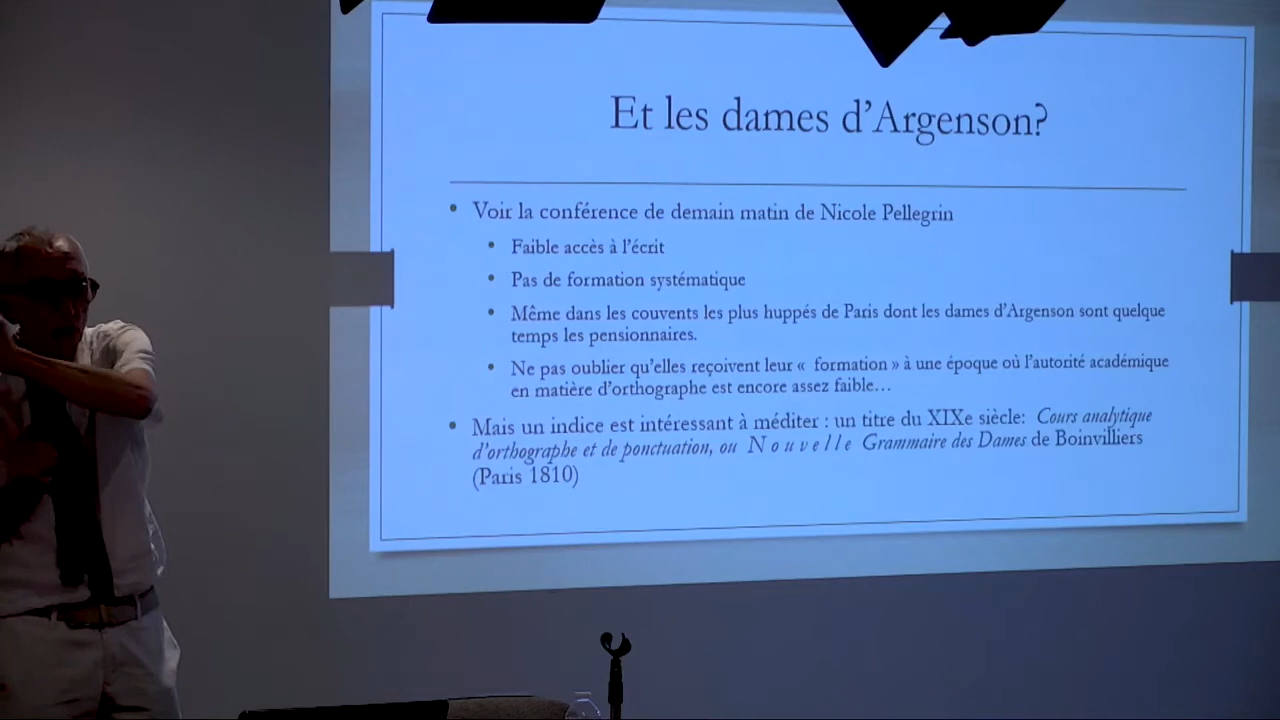 Et les dames d'Argenson?
• Voir la conférence de demain matin de Nicole Pellegrin
• Faible accès à l'écrit
• Pas de formation systématique
• Même dans les couvents les plus huppés de Paris dont les dames d'Argenson sont quelque
temps les pensionnaires.
• Ne pas oublier qu'elles reçoivent leur « formation » à une époque où l'autorité académique
en matière d'orthographe est encore assez faible…
• Mais un indice est intéressant à méditer : un titre du XIXe siècle: Cours analytique
d'orthographe et de ponctuation, ou N o u v e l l e Grammaire des Dames de Boinvilliers
(Paris 1810)